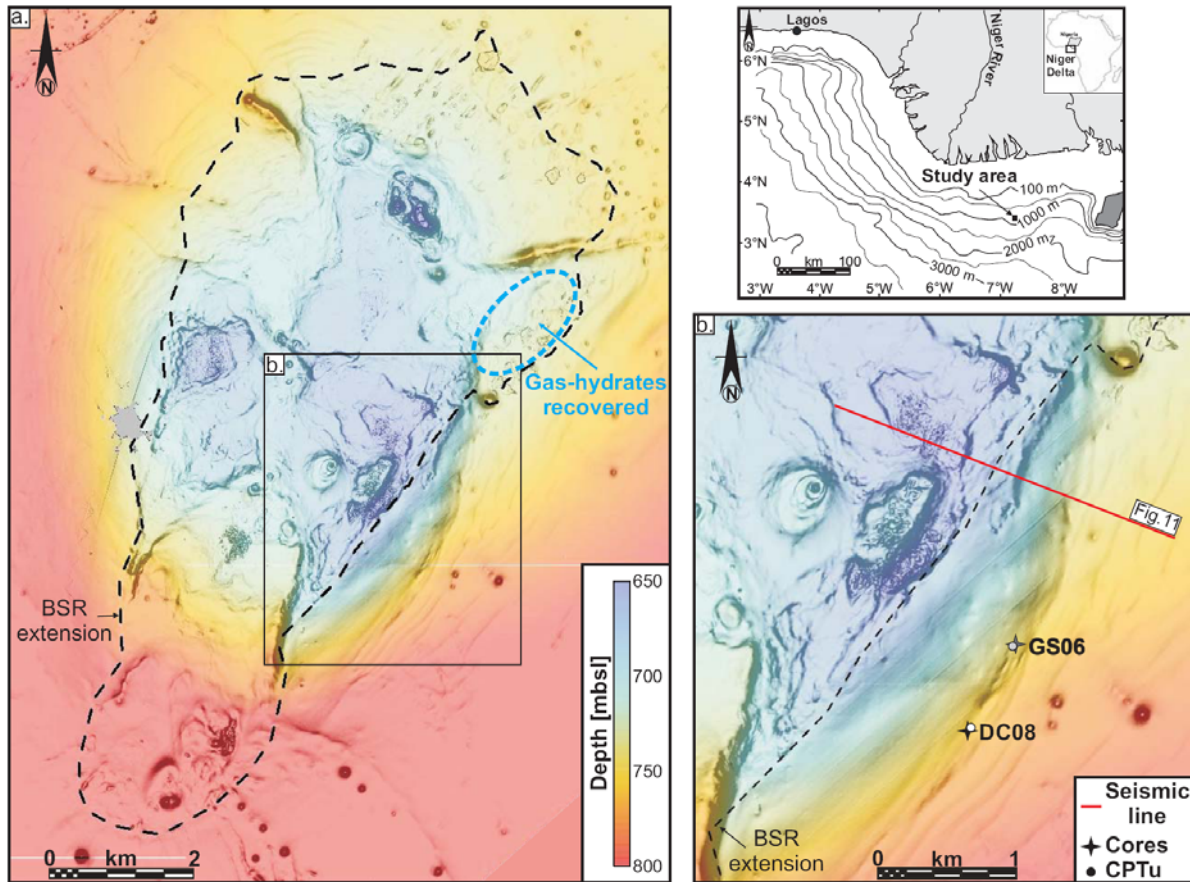 a.
N
b.
Gas-hydrates
recovered
BSR
extension
0 km 2
Depth [mbsl]
650
700
750
800
N
Lagos
Niger River
Nigeria
Niger
Delta
6°N
5°N
4°N
3°N
Study area
100 m
1000 m
2000 m
3000 m
0 km 100
3°W 4°W 5°W 6°W 7°W 8°W
b.
N
Fig. 11
GS06
DC08
BSR
extension
0 km 1
Seismic
line
Cores
CPTu